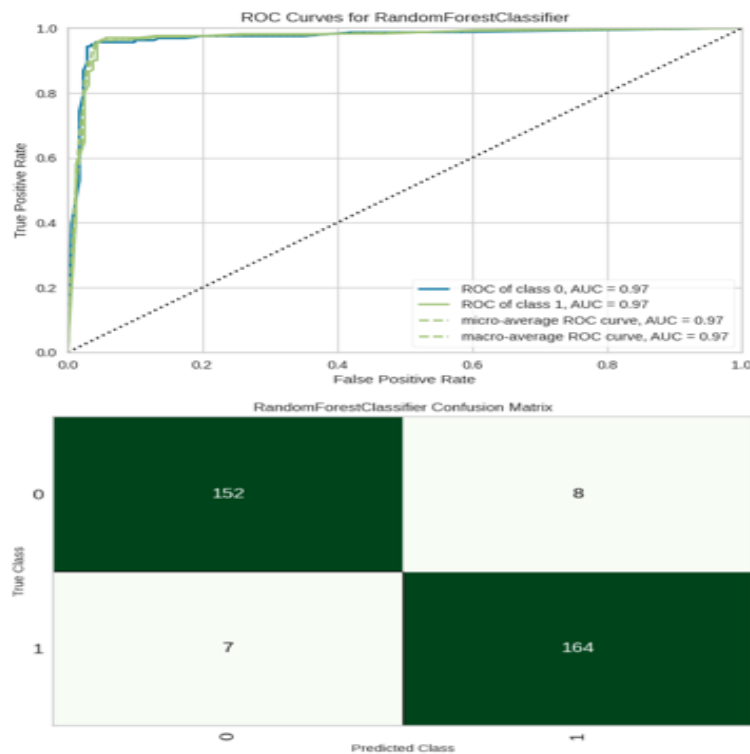 ROC Curves for RandomForestClassifier
1.0
0.8
0.6
0.4
0.2
0.0
True Positive Rate
ROC of class 0, AUC = 0.97
ROC of class 1, AUC = 0.97
micro-average ROC curve, AUC = 0.97
macro-average ROC curve, AUC = 0.97
0.0 0.2 0.4 0.6 0.8 1.0
False Positive Rate
RandomForestClassifier Confusion Matrix
True Class
0 152 8
1 7 164
0 1
Predicted Class